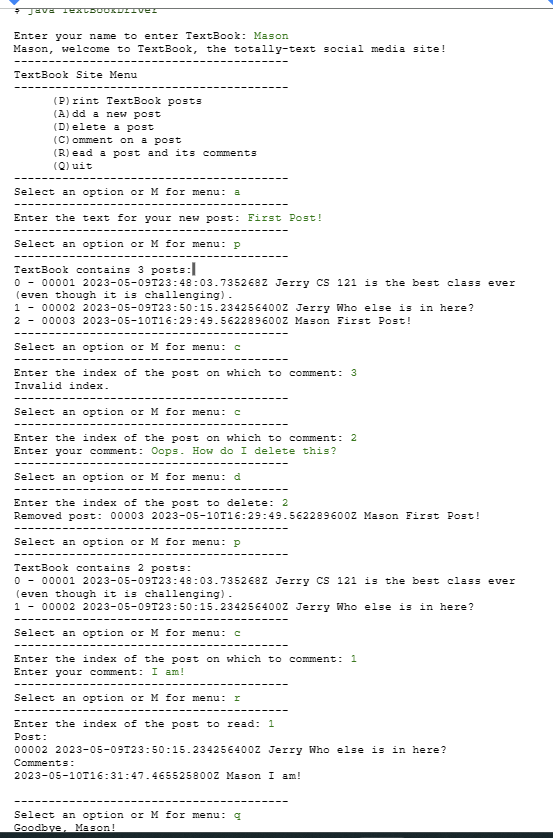 $ java TextBookDriver
Enter your name to enter TextBook: Mason
Mason, welcome to TextBook, the totally-text social media site!
---------------------------------------
TextBook Site Menu
---------------------------------------
(P)rint TextBook posts
(A)dd a new post
(D)elete a post
(C)omment on a post
(R)ead a post and its comments
(Q)uit
---------------------------------------
Select an option or M for menu: a
---------------------------------------
Enter the text for your new post: First Post!
---------------------------------------
Select an option or M for menu: p
---------------------------------------
TextBook contains 3 posts:
0 - 00001 2023-05-09T23:48:03.735268Z Jerry CS 121 is the best class ever
(even though it is challenging).
1 - 00002 2023-05-09T23:50:15.234256400Z Jerry Who else is in here?
2 - 00003 2023-05-10T16:29:49.562289600Z Mason First Post!
---------------------------------------
Select an option or M for menu: c
---------------------------------------
Enter the index of the post on which to comment: 3
Invalid index.
---------------------------------------
Select an option or M for menu: c
---------------------------------------
Enter the index of the post on which to comment: 2
Enter your comment: Oops. How do I delete this?
---------------------------------------
Select an option or M for menu: d
---------------------------------------
Enter the index of the post to delete: 2
Removed post: 00003 2023-05-10T16:29:49.562289600Z Mason First Post!
---------------------------------------
Select an option or M for menu: p
---------------------------------------
TextBook contains 2 posts:
0 - 00001 2023-05-09T23:48:03.735268Z Jerry CS 121 is the best class ever
(even though it is challenging).
1 - 00002 2023-05-09T23:50:15.234256400Z Jerry Who else is in here?
---------------------------------------
Select an option or M for menu: c
---------------------------------------
Enter the index of the post on which to comment: 1
Enter your comment: I am!
---------------------------------------
Select an option or M for menu: r
---------------------------------------
Enter the index of the post to read: 1
Post:
00002 2023-05-09T23:50:15.234256400Z Jerry Who else is in here?
Comments:
2023-05-10T16:31:47.465525800Z Mason I am!
---------------------------------------
Select an option or M for menu: q
Goodbye, Mason!